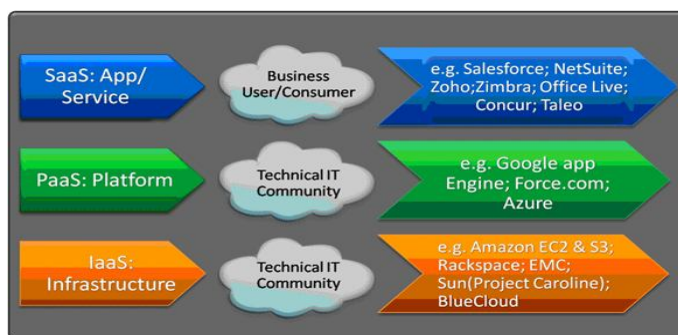 SaaS: App/
Service
Business
User/Consumer
e.g. Salesforce; NetSuite;
Zoho;Zimbra; Office Live;
Concur; Taleo
PaaS: Platform
Technical IT
Community
e.g. Google app
Engine; Force.com;
Azure
IaaS:
Infrastructure
Technical IT
Community
e.g. Amazon EC2 & S3;
Rackspace; EMC;
Sun(Project Caroline);
BlueCloud